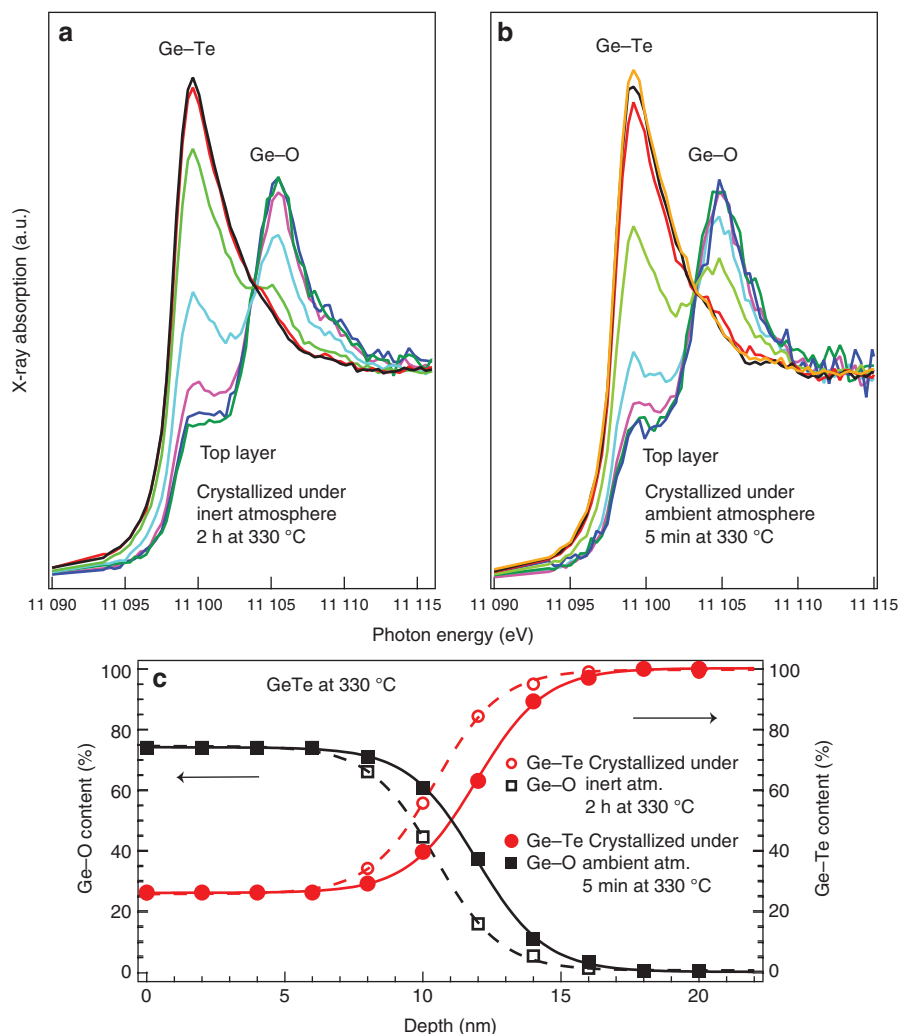 a
Ge–Te
Ge–O
Top layer
Crystallized under
inert atmosphere
2 h at 330 °C
b
Ge–Te
Ge–O
Top layer
Crystallized under
ambient atmosphere
5 min at 330 °C
X-ray absorption (a.u.)
11 090 11 095 11 100 11 105 11 110 11 115
11 090 11 095 11 100 11 105 11 110 11 115
Photon energy (eV)
c
GeTe at 330 °C
Ge–O content (%)
100
80
60
40
20
0
Ge–Te Crystallized under
Ge–O inert atm.
2 h at 330 °C
Ge–Te Crystallized under
Ge–O ambient atm.
5 min at 330 °C
100
80
60
40
20
0
Ge–Te content (%)
0 5 10 15 20
Depth (nm)